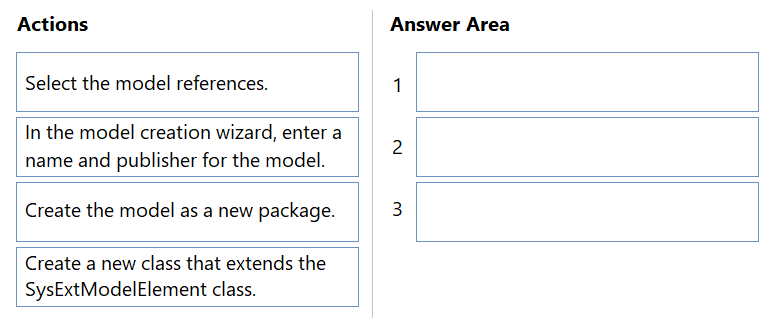 Actions
Answer Area
Select the model references.
1
In the model creation wizard, enter a
name and publisher for the model.
2
Create the model as a new package.
3
Create a new class that extends the
SysExtModelElement class.